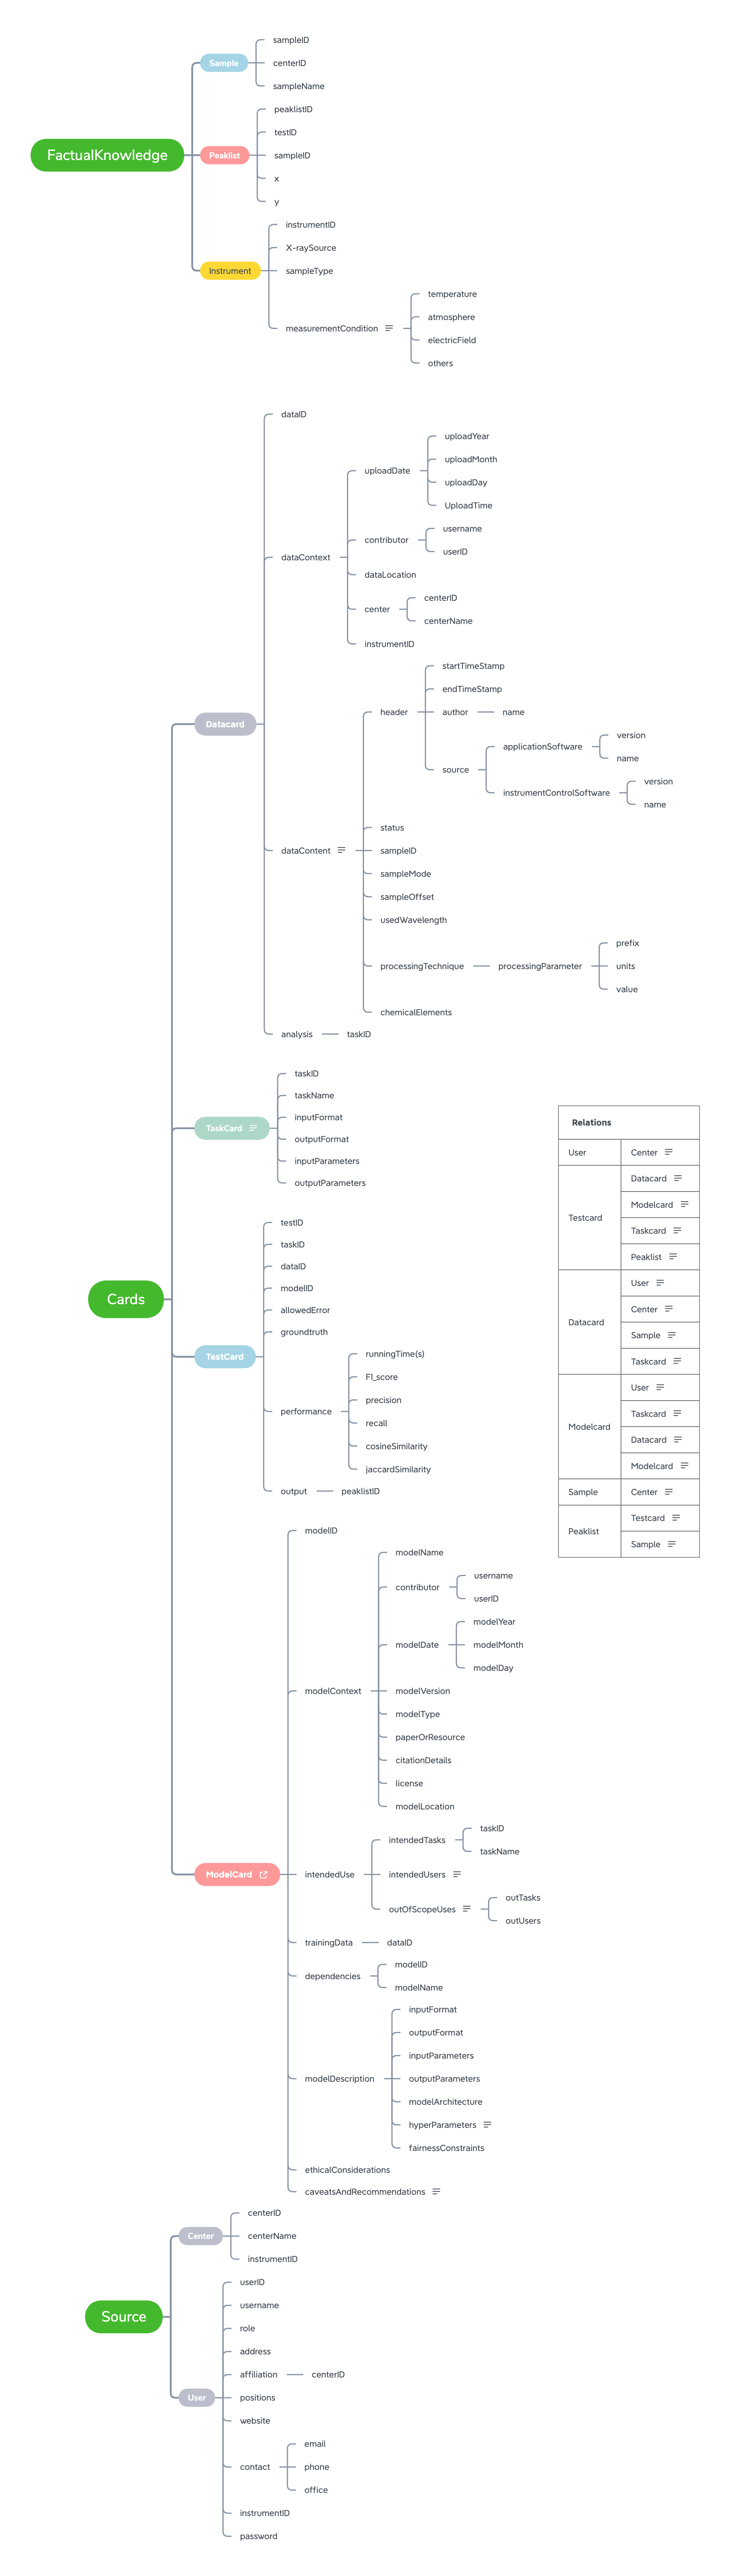 FactualKnowledge
Sample
sampleID
centerID
sampleName
Peaklist
peaklistID
testID
sampleID
x
y
Instrument
instrumentID
X-raySource
sampleType
measurementCondition
temperature
atmosphere
electricField
others
Cards
Datacard
dataID
dataContext
uploadDate
uploadYear
uploadMonth
uploadDay
UploadTime
contributor
username
userID
dataLocation
center
centerID
centerName
instrumentID
dataContent
header
startTimeStamp
endTimeStamp
author
name
source
applicationSoftware
version
name
instrumentControlSoftware
version
name
status
sampleID
sampleMode
sampleOffset
usedWavelength
processingTechnique
processingParameter
prefix
units
value
chemicalElements
analysis
taskID
TaskCard
taskID
taskName
inputFormat
outputFormat
inputParameters
outputParameters
TestCard
testID
taskID
dataID
modelID
allowedError
groundtruth
performance
runningTime(s)
F1_score
precision
recall
cosineSimilarity
jaccardSimilarity
output
peaklistID
ModelCard
modelID
modelContext
modelName
contributor
username
userID
modelDate
modelYear
modelMonth
modelDay
modelVersion
modelType
paperOrResource
citationDetails
license
modelLocation
intendedUse
intendedTasks
taskID
taskName
intendedUsers
outOfScopeUses
outTasks
outUsers
trainingData
dataID
dependencies
modelID
modelName
modelDescription
inputFormat
outputFormat
inputParameters
outputParameters
modelArchitecture
hyperParameters
fairnessConstraints
ethicalConsiderations
caveatsAndRecommendations
Relations
User
Center
Testcard
Datacard
Modelcard
Taskcard
Peaklist
Datacard
User
Center
Sample
Taskcard
Modelcard
User
Taskcard
Datacard
Modelcard
Sample
Center
Peaklist
Testcard
Sample
Source
Center
centerID
centerName
instrumentID
User
userID
username
role
address
affiliation
centerID
positions
website
contact
email
phone
office
instrumentID
password